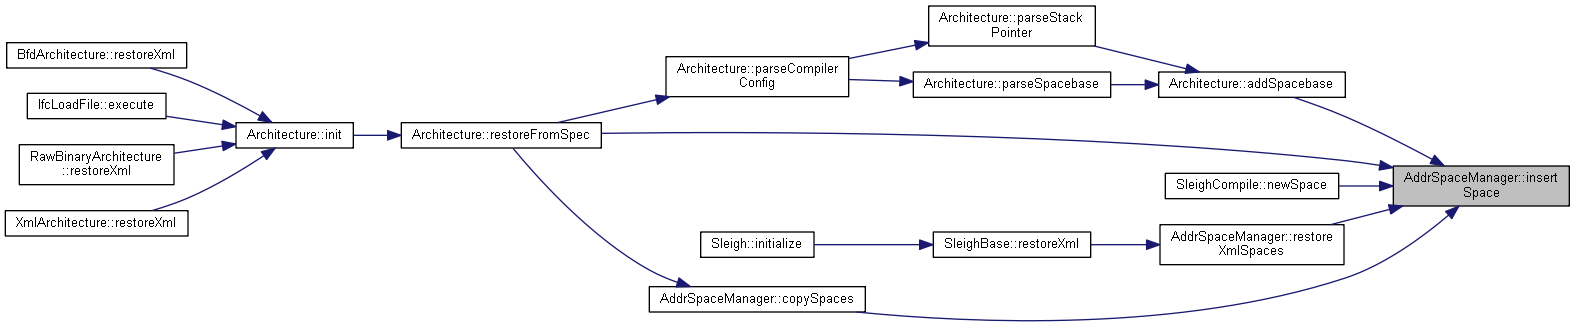 BfdArchitecture::restoreXml
IfcLoadFile::execute
RawBinaryArchitecture
::restoreXml
XmlArchitecture::restoreXml
Architecture::init
Architecture::restoreFromSpec
Architecture::parseCompiler
Config
Architecture::parseStack
Pointer
Architecture::parseSpacebase
Architecture::addSpacebase
AddrSpaceManager::insert
Space
SleighCompile::newSpace
AddrSpaceManager::restore
XmlSpaces
SleighBase::restoreXml
Sleigh::initialize
AddrSpaceManager::copySpaces